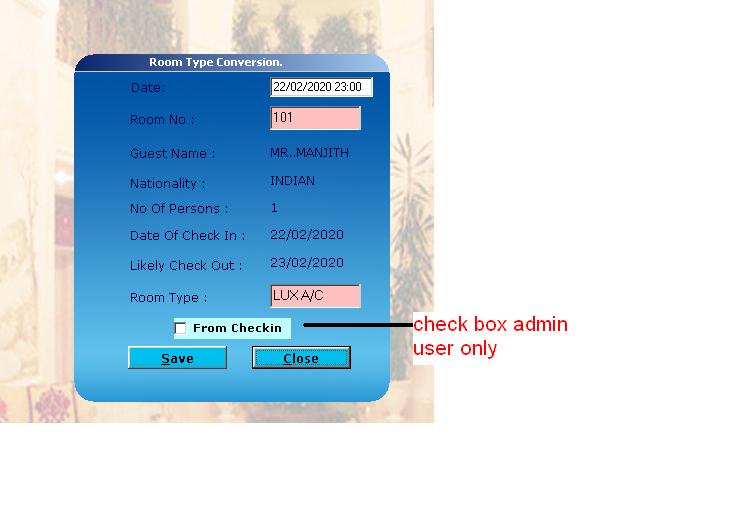 Room Type Conversion.
Date: 22/02/2020 23:00
Room No : 101
Guest Name : MR..MANJITH
Nationality : INDIAN
No Of Persons : 1
Date Of Check In : 22/02/2020
Likely Check Out : 23/02/2020
Room Type : LUX A/C
From Checkin
check box admin
user only
Save Close